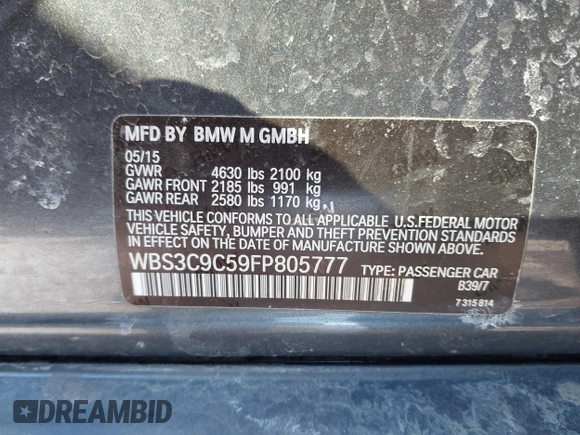 MFD BY BMW M GMBH
05/15
GVWR 4630 lbs 2100 kg
GAWR FRONT 2185 lbs 991 kg
GAWR REAR 2580 lbs 1170 kg
THIS VEHICLE CONFORMS TO ALL APPLICABLE U.S.FEDERAL MOTOR
VEHICLE SAFETY, BUMPER AND THEFT PREVENTION STANDARDS
IN EFFECT ON THE DATE OF MANUFACTURE SHOWN ABOVE.
WBS3C9C59FP805777 TYPE: PASSENGER CAR
B39/7
7 315 814
DREAMBID